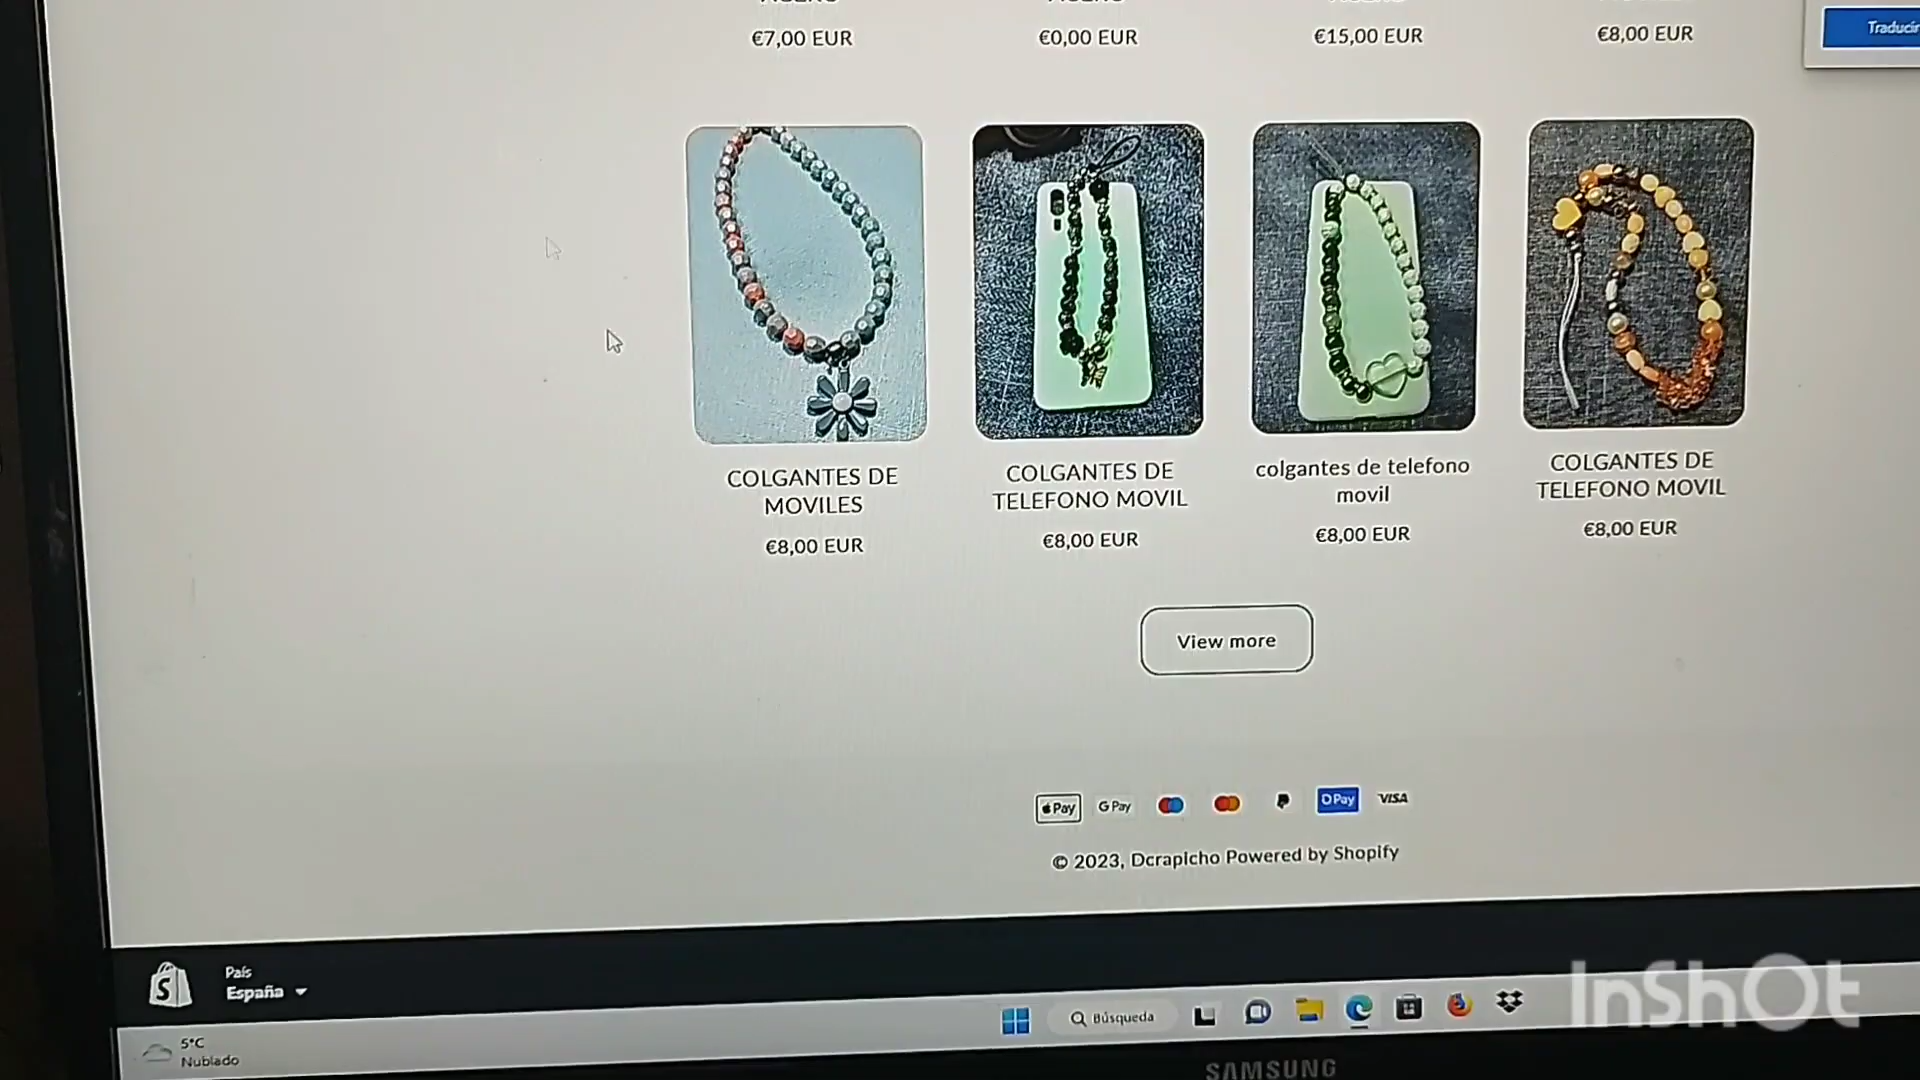 €7,00 EUR
€0,00 EUR
€15,00 EUR
€8,00 EUR
Traducir
COLGANTES DE
MOVILES
€8,00 EUR
COLGANTES DE
TELEFONO MOVIL
€8,00 EUR
colgantes de telefono
movil
€8,00 EUR
COLGANTES DE
TELEFONO MOVIL
€8,00 EUR
View more
Pay
G Pay
Pay
VISA
© 2023, Dcrapicho Powered by Shopify
País
España
5°C
Nublado
Búsqueda
InShOt
SAMSUNG